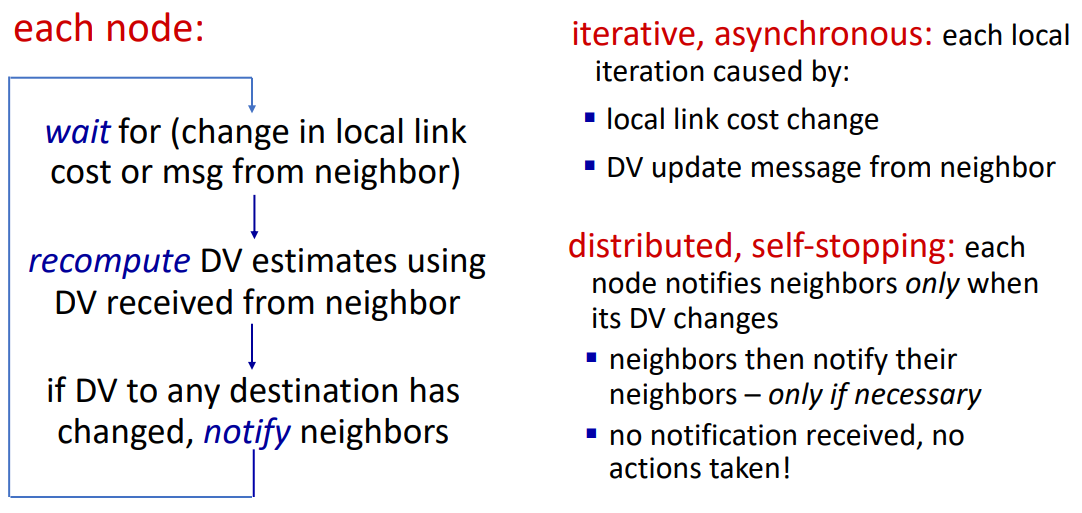 each node:
wait for (change in local link
cost or msg from neighbor)
recompute DV estimates using
DV received from neighbor
if DV to any destination has
changed, notify neighbors
iterative, asynchronous: each local
iteration caused by:
▪ local link cost change
▪ DV update message from neighbor
distributed, self-stopping: each
node notifies neighbors only when
its DV changes
▪ neighbors then notify their
neighbors – only if necessary
▪ no notification received, no
actions taken!